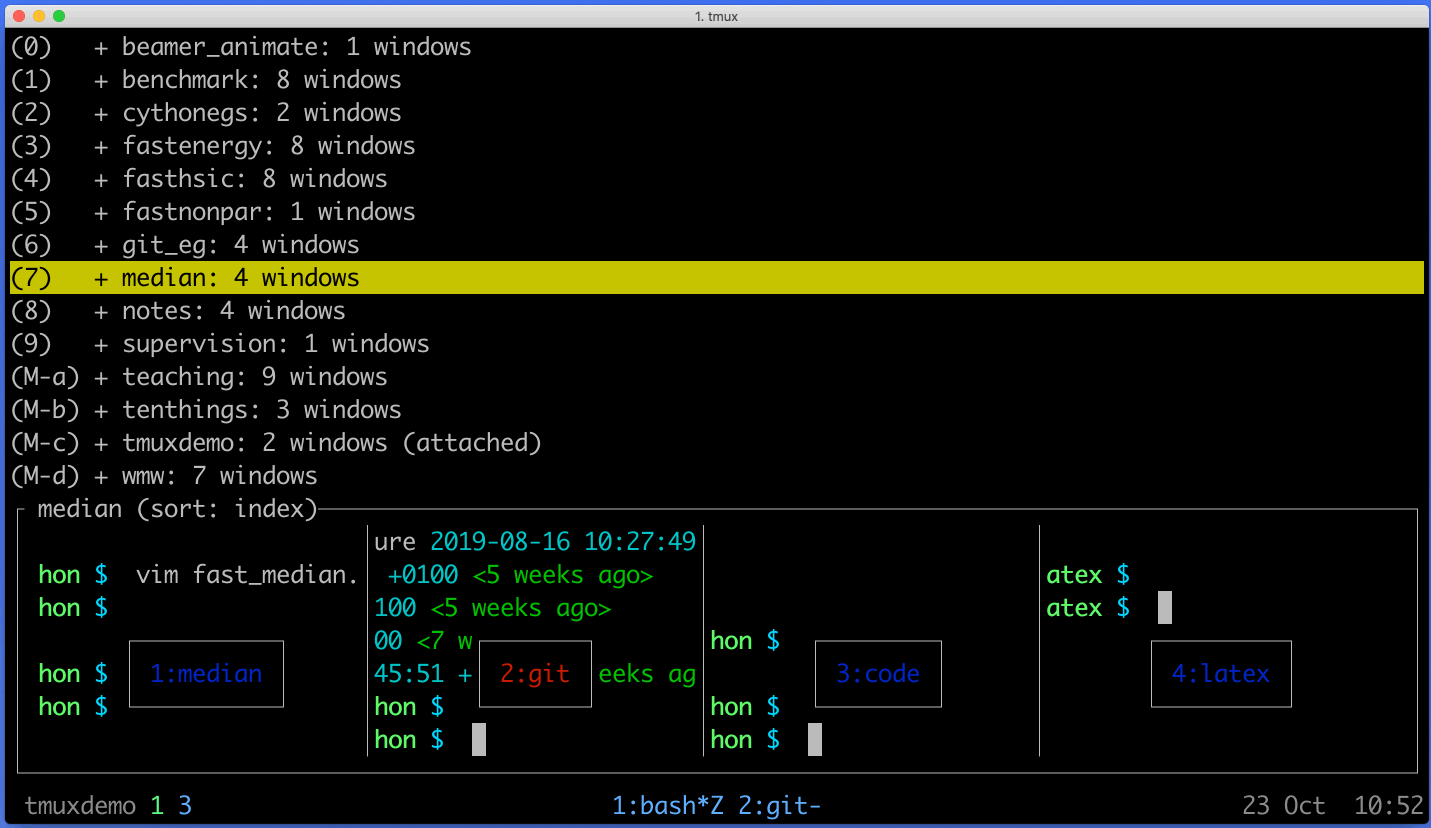 1. tmux
(0) + beamer_animate: 1 windows
(1) + benchmark: 8 windows
(2) + cythonegs: 2 windows
(3) + fastenergy: 8 windows
(4) + fasthsic: 8 windows
(5) + fastnonpar: 1 windows
(6) + git_eg: 4 windows
(7) + median: 4 windows
(8) + notes: 4 windows
(9) + supervision: 1 windows
(M-a) + teaching: 9 windows
(M-b) + tenthings: 3 windows
(M-c) + tmuxdemo: 2 windows (attached)
(M-d) + wmw: 7 windows
median (sort: index)
ure 2019-08-16 10:27:49
hon $ vim fast_median. +0100 <5 weeks ago> atex $
hon $ 100 <5 weeks ago> atex $
00 <7 w hon $
hon $ 1:median 45:51 + 2:git eeks ag 3:code 4:latex
hon $ hon $ hon $
hon $ hon $
tmuxdemo 1 3 1:bash*Z 2:git- 23 Oct 10:52